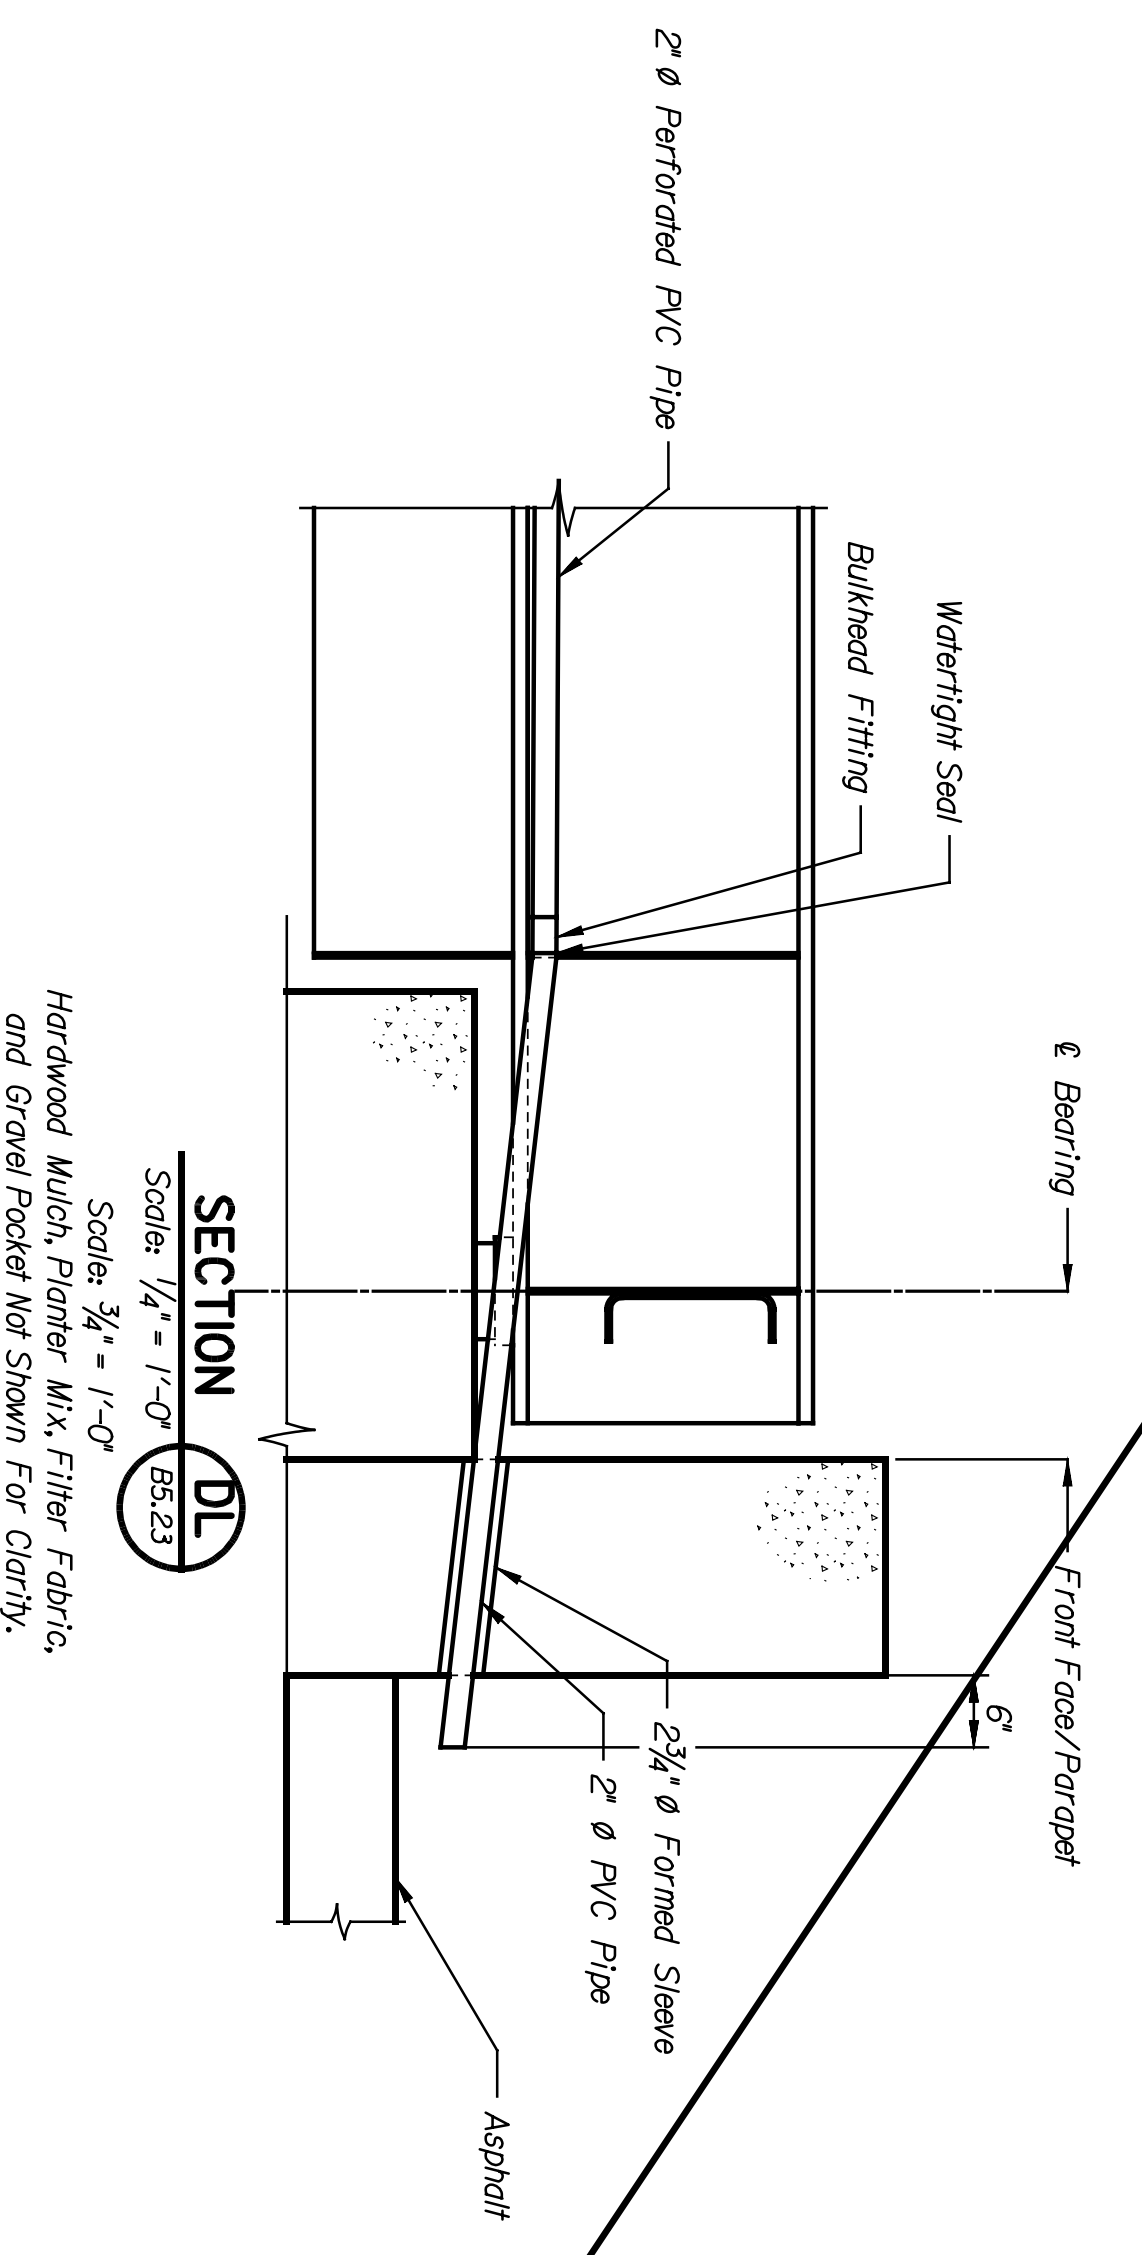 ℄ Bearing
Front Face/Parapet
6"
Watertight Seal
Bulkhead Fitting
2" Ø Perforated PVC Pipe
2¾" Ø Formed Sleeve
2" Ø PVC Pipe
Asphalt
SECTION DL
Scale: 1/4" = 1'-0" B5.23
Scale: 3/4" = 1'-0"
Hardwood Mulch, Planter Mix, Filter Fabric,
and Gravel Pocket Not Shown For Clarity.